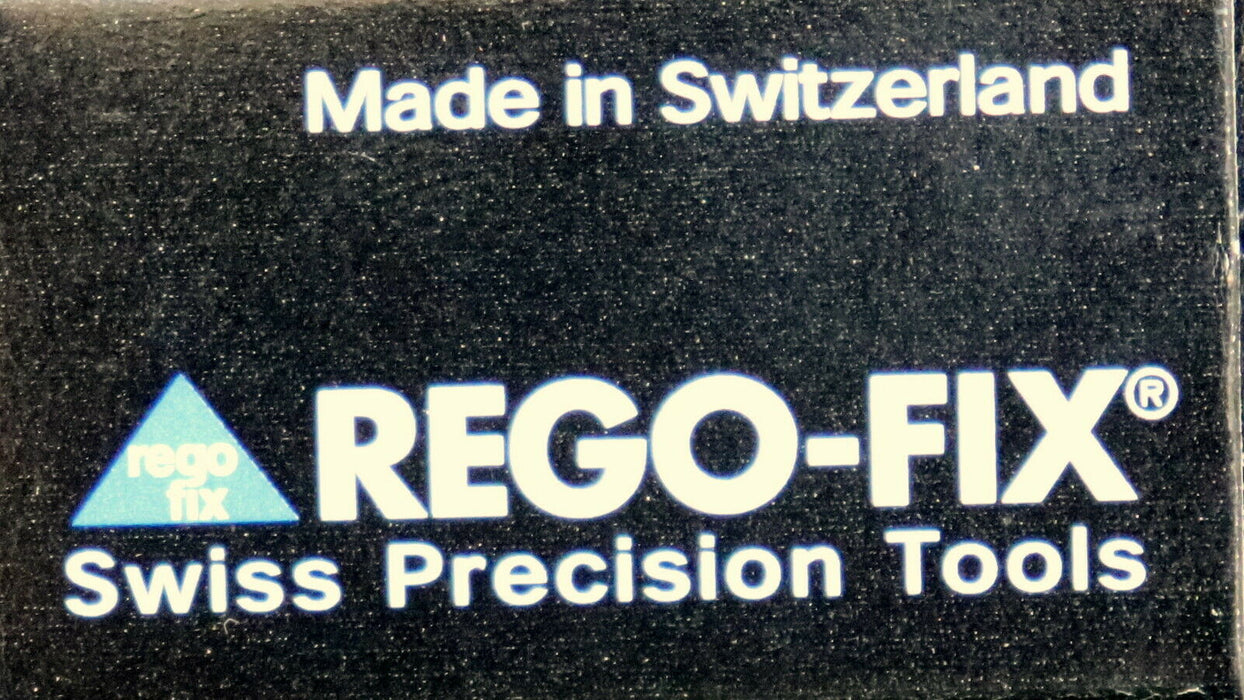 Made in Switzerland
rego
fix
REGO-FIX®
Swiss Precision Tools